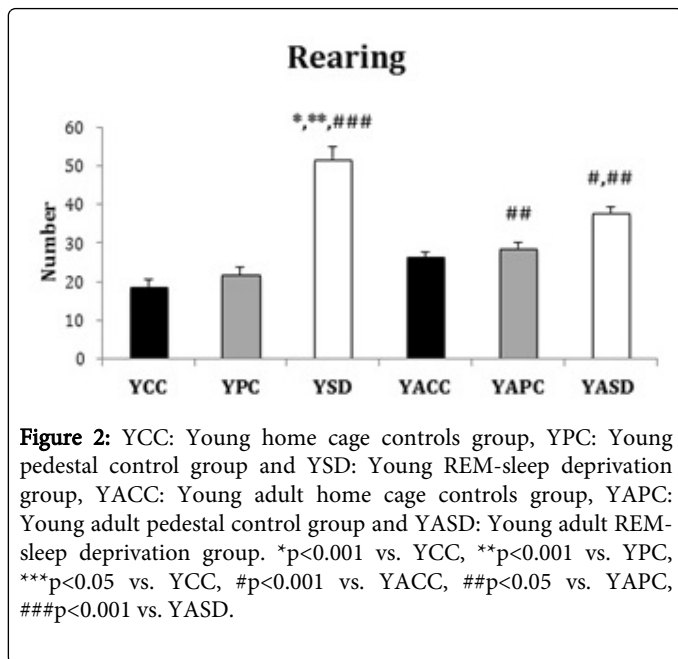 Rearing
60
50
40
30
20
10
0
Number
*,**,###
##
#,##
YCC YPC YSD YACC YAPC YASD
Figure 2: YCC: Young home cage controls group, YPC: Young
pedestal control group and YSD: Young REM-sleep deprivation
group, YACC: Young adult home cage controls group, YAPC:
Young adult pedestal control group and YASD: Young adult REM-
sleep deprivation group. *p<0.001 vs. YCC, **p<0.001 vs. YPC,
***p<0.05 vs. YCC, #p<0.001 vs. YACC, ##p<0.05 vs. YAPC,
###p<0.001 vs. YASD.